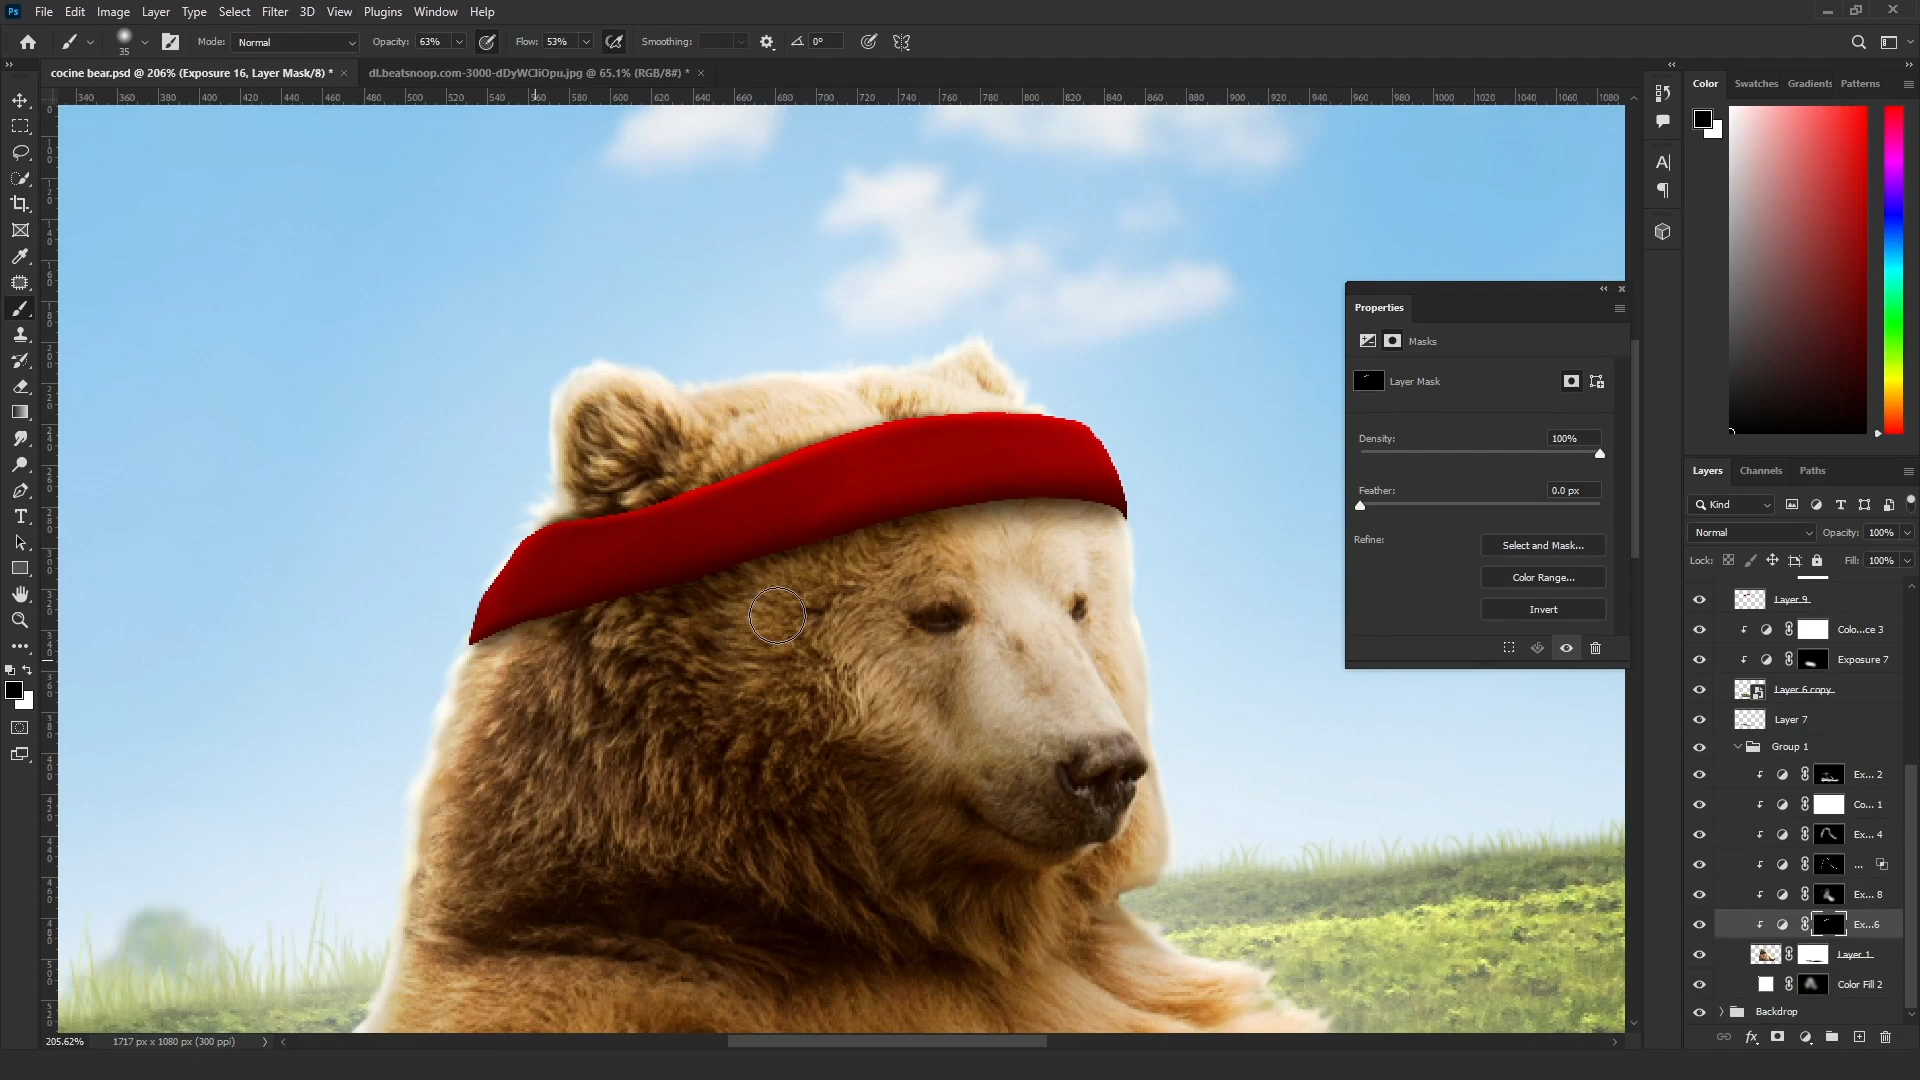 Ps File Edit Image Layer Type Select Filter 3D View Plugins Window Help
35 Mode: Normal Opacity: 63% Flow: 53% Smoothing: 0°
cocine bear.psd @ 206% (Exposure 16, Layer Mask/8) * × dl.beatsnoop.com-3000-dDyWCliOpu.jpg @ 65.1% (RGB/8#) * ×
340 360 380 400 420 440 460 480 500 520 540 560 580 600 620 640 660 680 700 720 740 760 780 800 820 840 860 880 900 920 940 960 980 1000 1020 1040 1060 1080
Color Swatches Gradients Patterns
Properties
Masks
Layer Mask
Density: 100%
Feather: 0.0 px
Refine: Select and Mask...
Color Range...
Invert
Layers Channels Paths
Kind
Normal Opacity: 100%
Lock: Fill: 100%
Layer 9
Colo...ce 3
Exposure 7
Layer 6 copy
Layer 7
Group 1
Ex... 2
Co... 1
Ex... 4
...
Ex... 8
Ex...6
Layer 1
Color Fill 2
Backdrop
205.62% 1717 px x 1080 px (300 ppi)